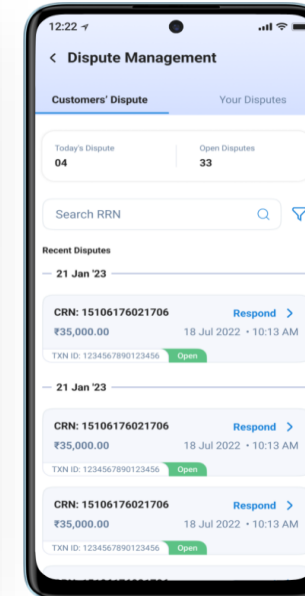 12:22
Dispute Management
Customers' Dispute Your Disputes
Today's Dispute Open Disputes
04 33
Search RRN
Recent Disputes
21 Jan '23
CRN: 15106176021706 Respond >
₹35,000.00 18 Jul 2022 • 10:13 AM
TXN ID: 1234567890123456 Open
21 Jan '23
CRN: 15106176021706 Respond >
₹35,000.00 18 Jul 2022 • 10:13 AM
TXN ID: 1234567890123456 Open
CRN: 15106176021706 Respond >
₹35,000.00 18 Jul 2022 • 10:13 AM
TXN ID: 1234567890123456 Open